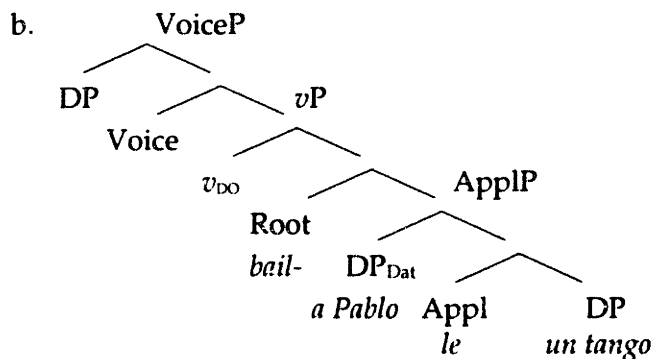 b.
VoiceP
DP
Voice
vP
vDO
Root
bail-
ApplP
DPDat
a Pablo
Appl
le
DP
un tango